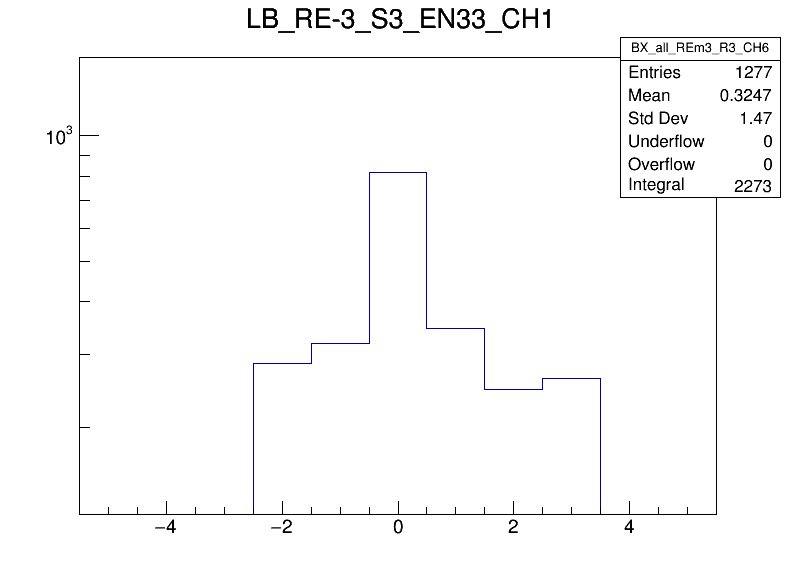 LB_RE-3_S3_EN33_CH1
BX_all_REm3_R3_CH6
Entries 1277
Mean 0.3247
Std Dev 1.47
Underflow 0
Overflow 0
Integral 2273
10³
−4 −2 0 2 4